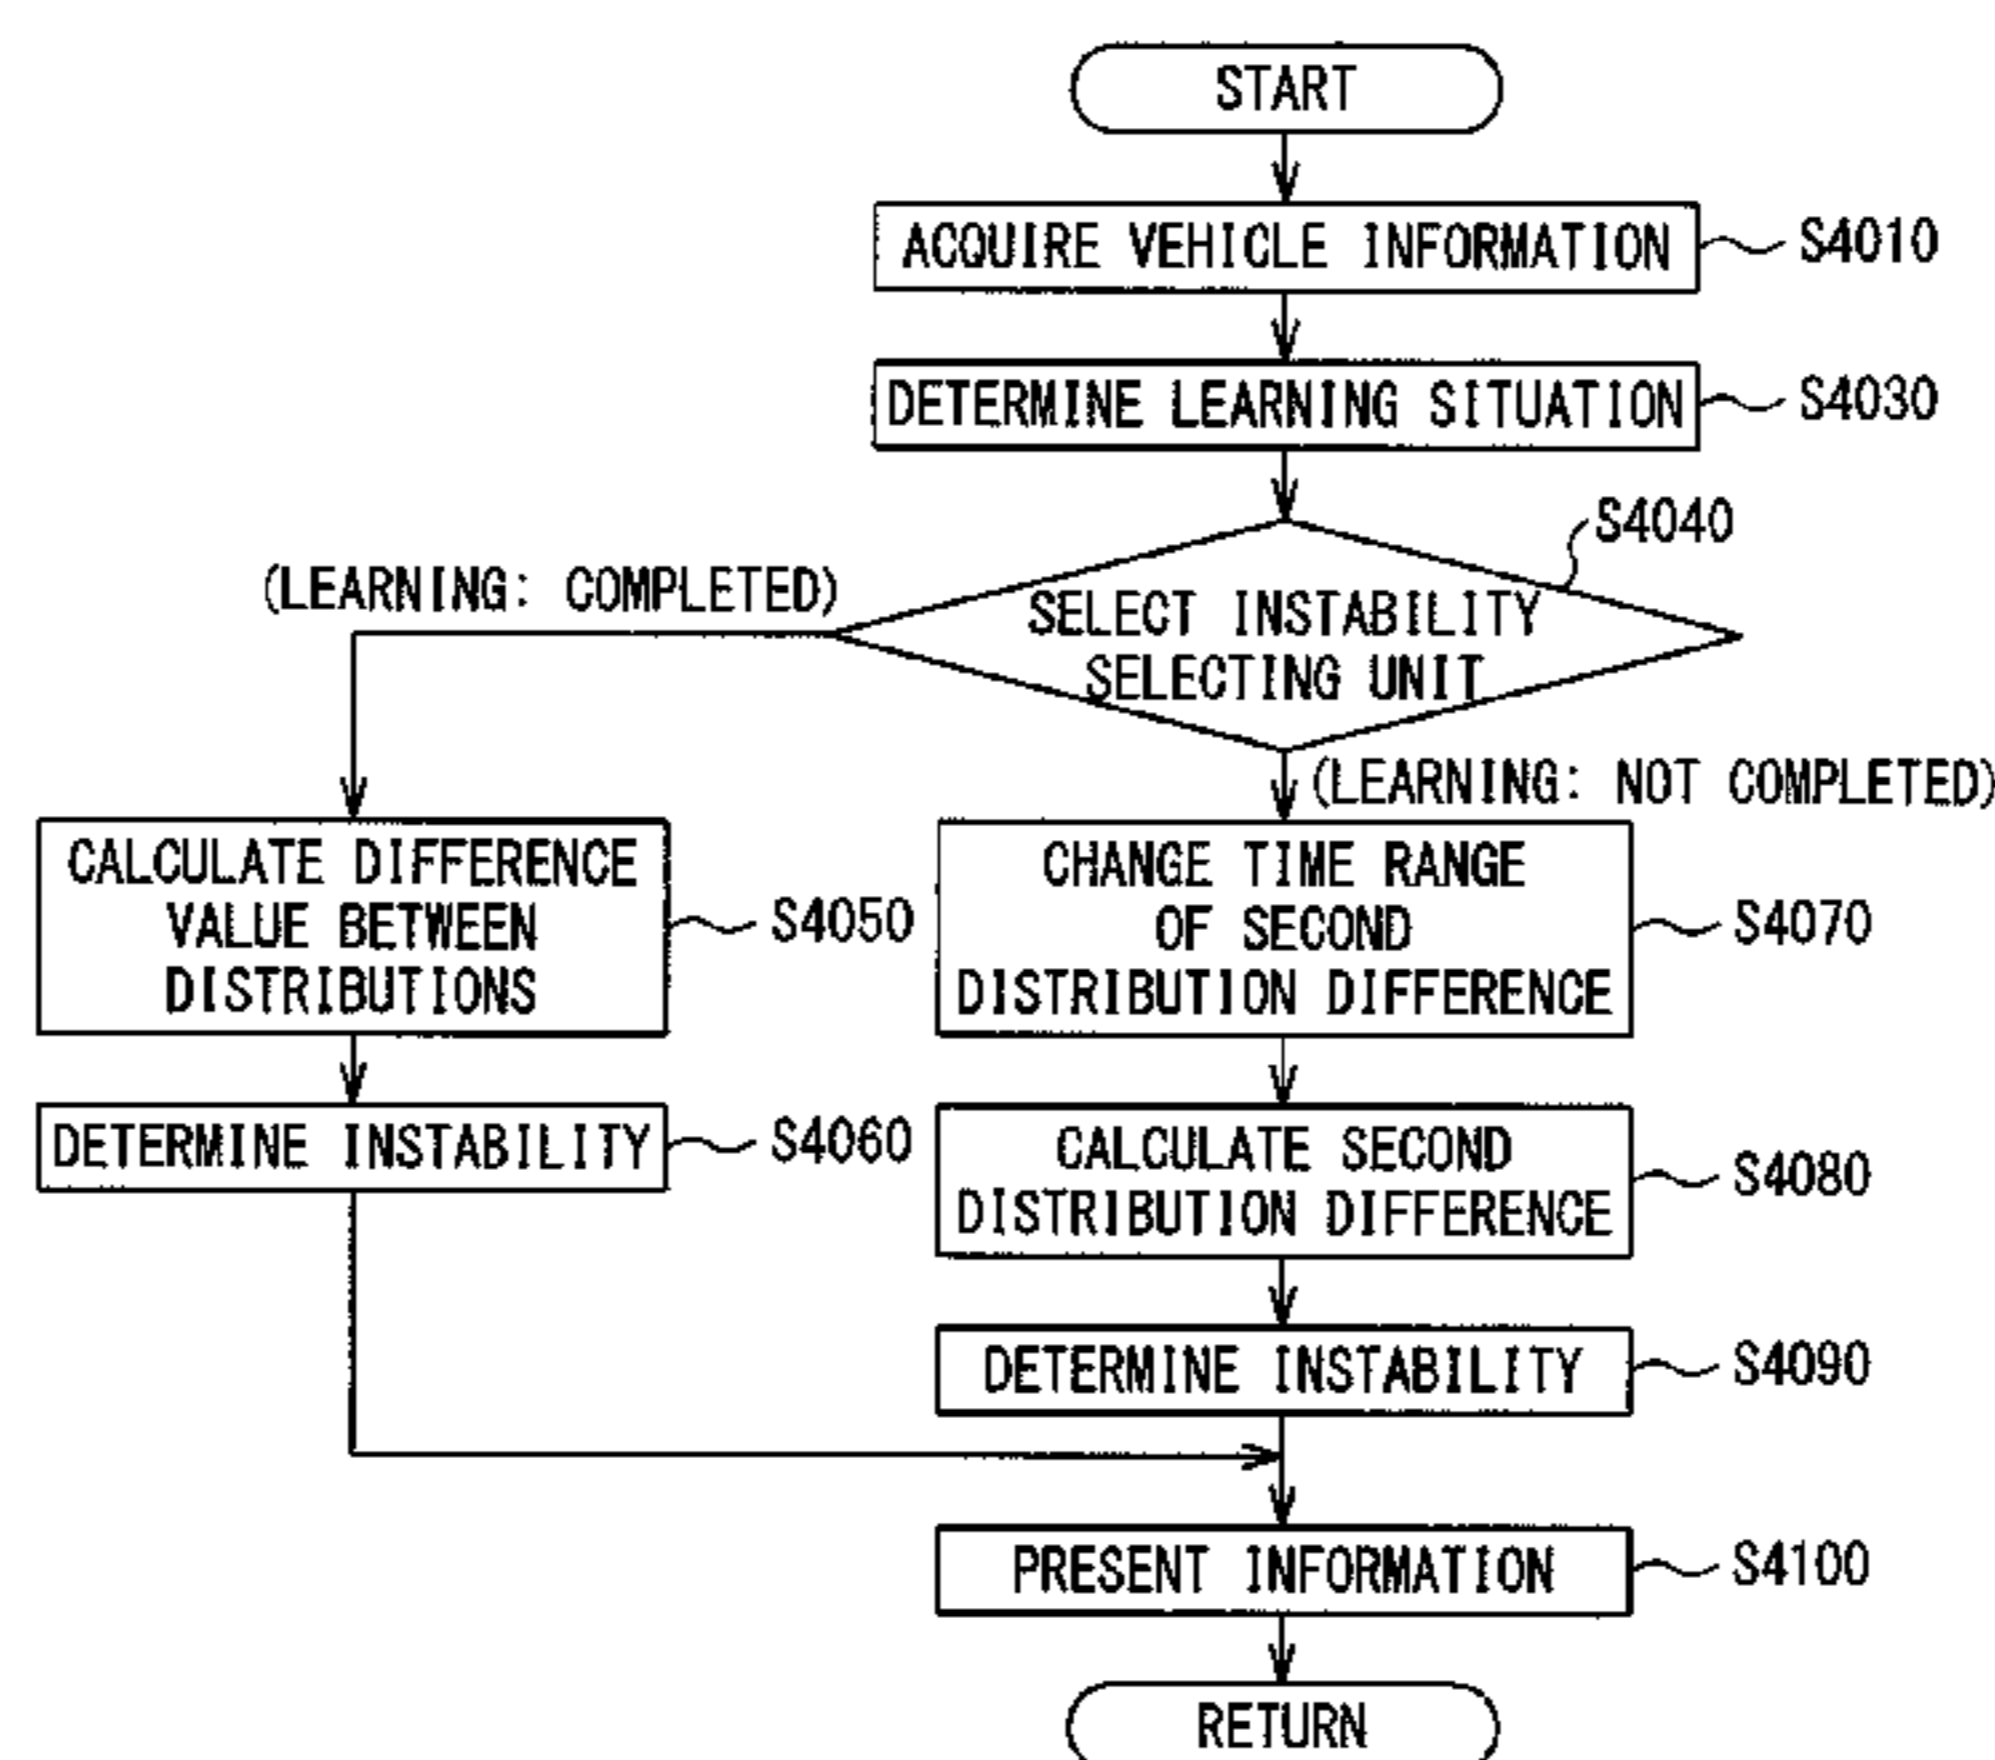 START
ACQUIRE VEHICLE INFORMATION
S4010
DETERMINE LEARNING SITUATION
S4030
S4040
SELECT INSTABILITY
SELECTING UNIT
(LEARNING: COMPLETED)
(LEARNING: NOT COMPLETED)
CALCULATE DIFFERENCE
VALUE BETWEEN
DISTRIBUTIONS
S4050
DETERMINE INSTABILITY
S4060
CHANGE TIME RANGE
OF SECOND
DISTRIBUTION DIFFERENCE
S4070
CALCULATE SECOND
DISTRIBUTION DIFFERENCE
S4080
DETERMINE INSTABILITY
S4090
PRESENT INFORMATION
S4100
RETURN